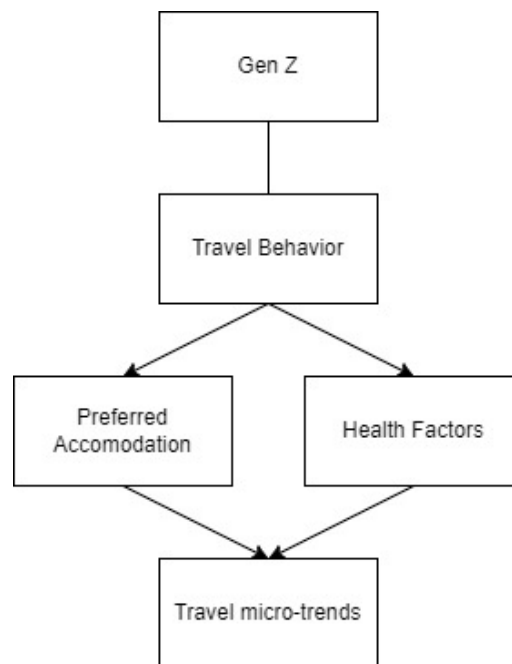 Gen Z
Travel Behavior
Preferred
Accomodation
Health Factors
Travel micro-trends